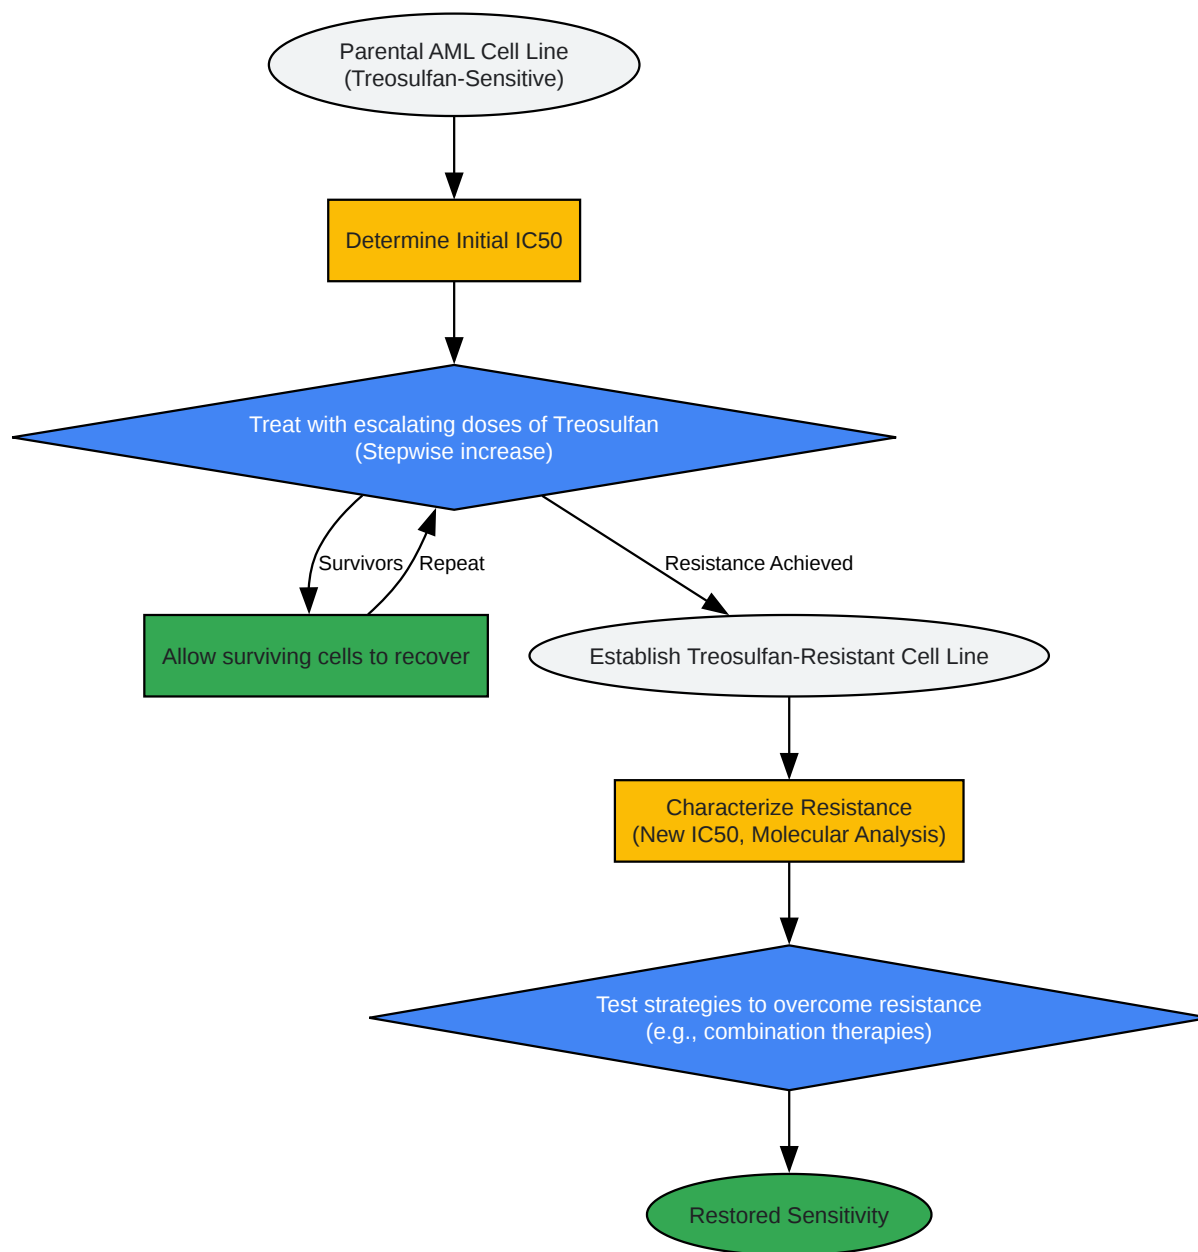 Parental AML Cell Line
(Treosulfan-Sensitive)
Determine Initial IC50
Treat with escalating doses of Treosulfan
(Stepwise increase)
Survivors
Repeat
Resistance Achieved
Allow surviving cells to recover
Establish Treosulfan-Resistant Cell Line
Characterize Resistance
(New IC50, Molecular Analysis)
Test strategies to overcome resistance
(e.g., combination therapies)
Restored Sensitivity